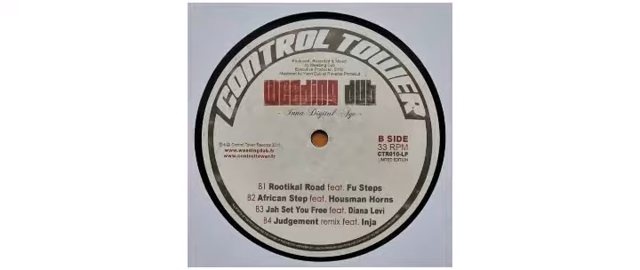 CONTROL TOWER
weeding dub
Inna Digital Age
www.weedingdub.fr
www.controltower.fr
B SIDE
33 RPM
CTR010-LP
LIMITED EDITION
B1 Rootikal Road feat. Fu Steps
B2 African Step feat. Housman Horns
B3 Jah Set You Free feat. Diana Levi
B4 Judgement remix feat. Inja